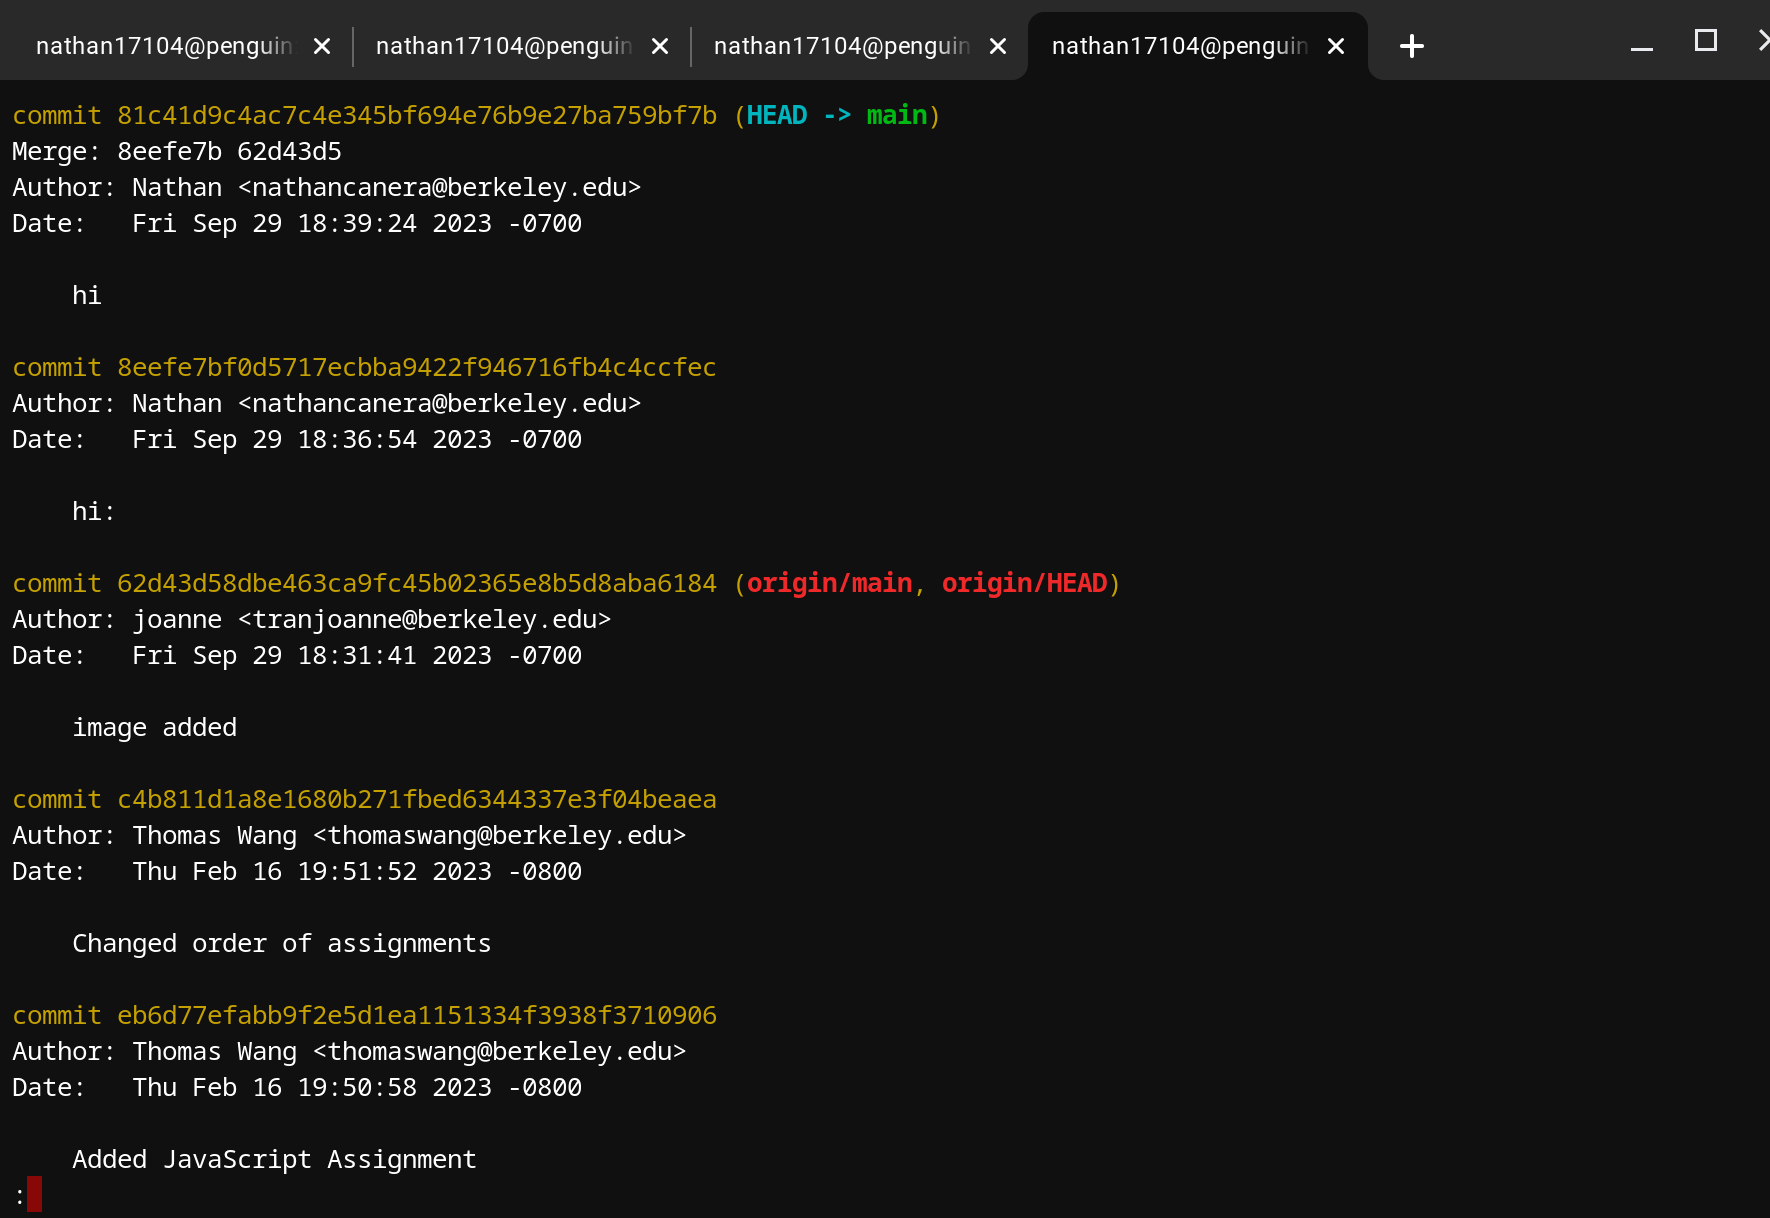 nathan17104@penguin nathan17104@penguin nathan17104@penguin nathan17104@penguin
commit 81c41d9c4ac7c4e345bf694e76b9e27ba759bf7b (HEAD -> main)
Merge: 8eefe7b 62d43d5
Author: Nathan <nathancanera@berkeley.edu>
Date:   Fri Sep 29 18:39:24 2023 -0700
    hi
commit 8eefe7bf0d5717ecbba9422f946716fb4c4ccfec
Author: Nathan <nathancanera@berkeley.edu>
Date:   Fri Sep 29 18:36:54 2023 -0700
    hi:
commit 62d43d58dbe463ca9fc45b02365e8b5d8aba6184 (origin/main, origin/HEAD)
Author: joanne <tranjoanne@berkeley.edu>
Date:   Fri Sep 29 18:31:41 2023 -0700
    image added
commit c4b811d1a8e1680b271fbed6344337e3f04beaea
Author: Thomas Wang <thomaswang@berkeley.edu>
Date:   Thu Feb 16 19:51:52 2023 -0800
    Changed order of assignments
commit eb6d77efabb9f2e5d1ea1151334f3938f3710906
Author: Thomas Wang <thomaswang@berkeley.edu>
Date:   Thu Feb 16 19:50:58 2023 -0800
    Added JavaScript Assignment
: